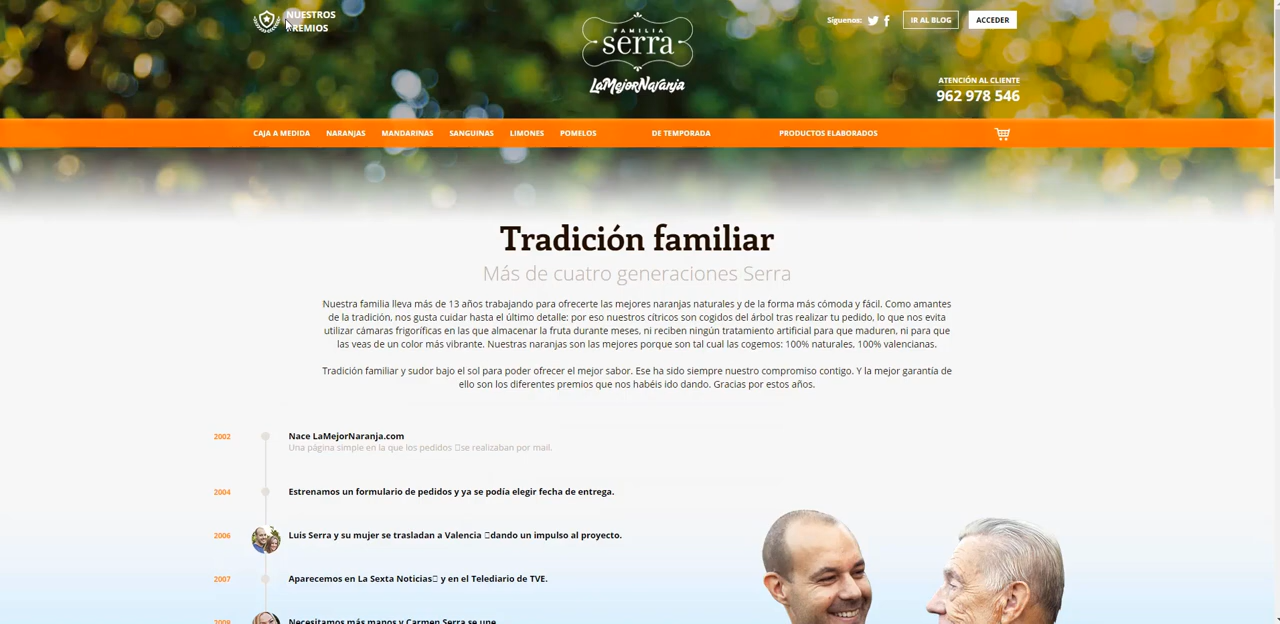 NUESTROS
PREMIOS
FAMILIA
serra
LaMejorNaranja
Síguenos:
IR AL BLOG
ACCEDER
ATENCIÓN AL CLIENTE
962 978 546
CAJA A MEDIDA NARANJAS MANDARINAS SANGUINAS LIMONES POMELOS DE TEMPORADA PRODUCTOS ELABORADOS
Tradición familiar
Más de cuatro generaciones Serra
Nuestra familia lleva más de 13 años trabajando para ofrecerte las mejores naranjas naturales y de la forma más cómoda y fácil. Como amantes
de la tradición, nos gusta cuidar hasta el último detalle: por eso nuestros cítricos son cogidos del árbol tras realizar tu pedido, lo que nos evita
utilizar cámaras frigoríficas en las que almacenar la fruta durante meses, ni reciben ningún tratamiento artificial para que maduren, ni para que
las veas de un color más vibrante. Nuestras naranjas son las mejores porque son tal cual las cogemos: 100% naturales, 100% valencianas.
Tradición familiar y sudor bajo el sol para poder ofrecer el mejor sabor. Ese ha sido siempre nuestro compromiso contigo. Y la mejor garantía de
ello son los diferentes premios que nos habéis ido dando. Gracias por estos años.
2002 Nace LaMejorNaranja.com
Una página simple en la que los pedidos se realizaban por mail.
2004 Estrenamos un formulario de pedidos y ya se podía elegir fecha de entrega.
2006 Luis Serra y su mujer se trasladan a Valencia dando un impulso al proyecto.
2007 Aparecemos en La Sexta Noticias y en el Telediario de TVE.
Necesitamos más manos y Carmen Serra se une